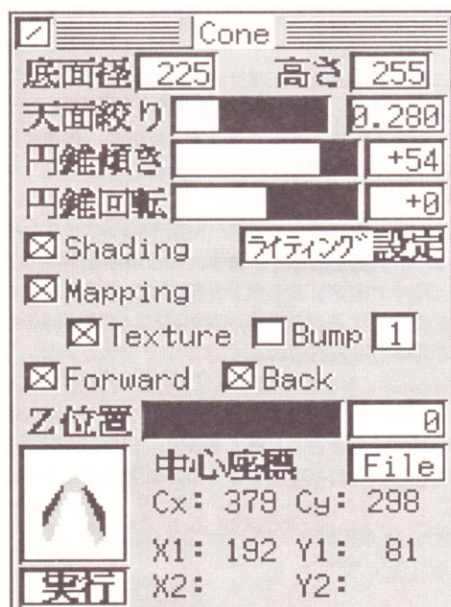 Cone
底面径 225 高さ 255
天面絞り 0.280
円錐傾き +54
円錐回転 +0
Shading ライティング設定
Mapping
Texture Bump 1
Forward Back
Z位置 0
中心座標 File
Cx: 379 Cy: 298
X1: 192 Y1: 81
実行 X2: Y2: